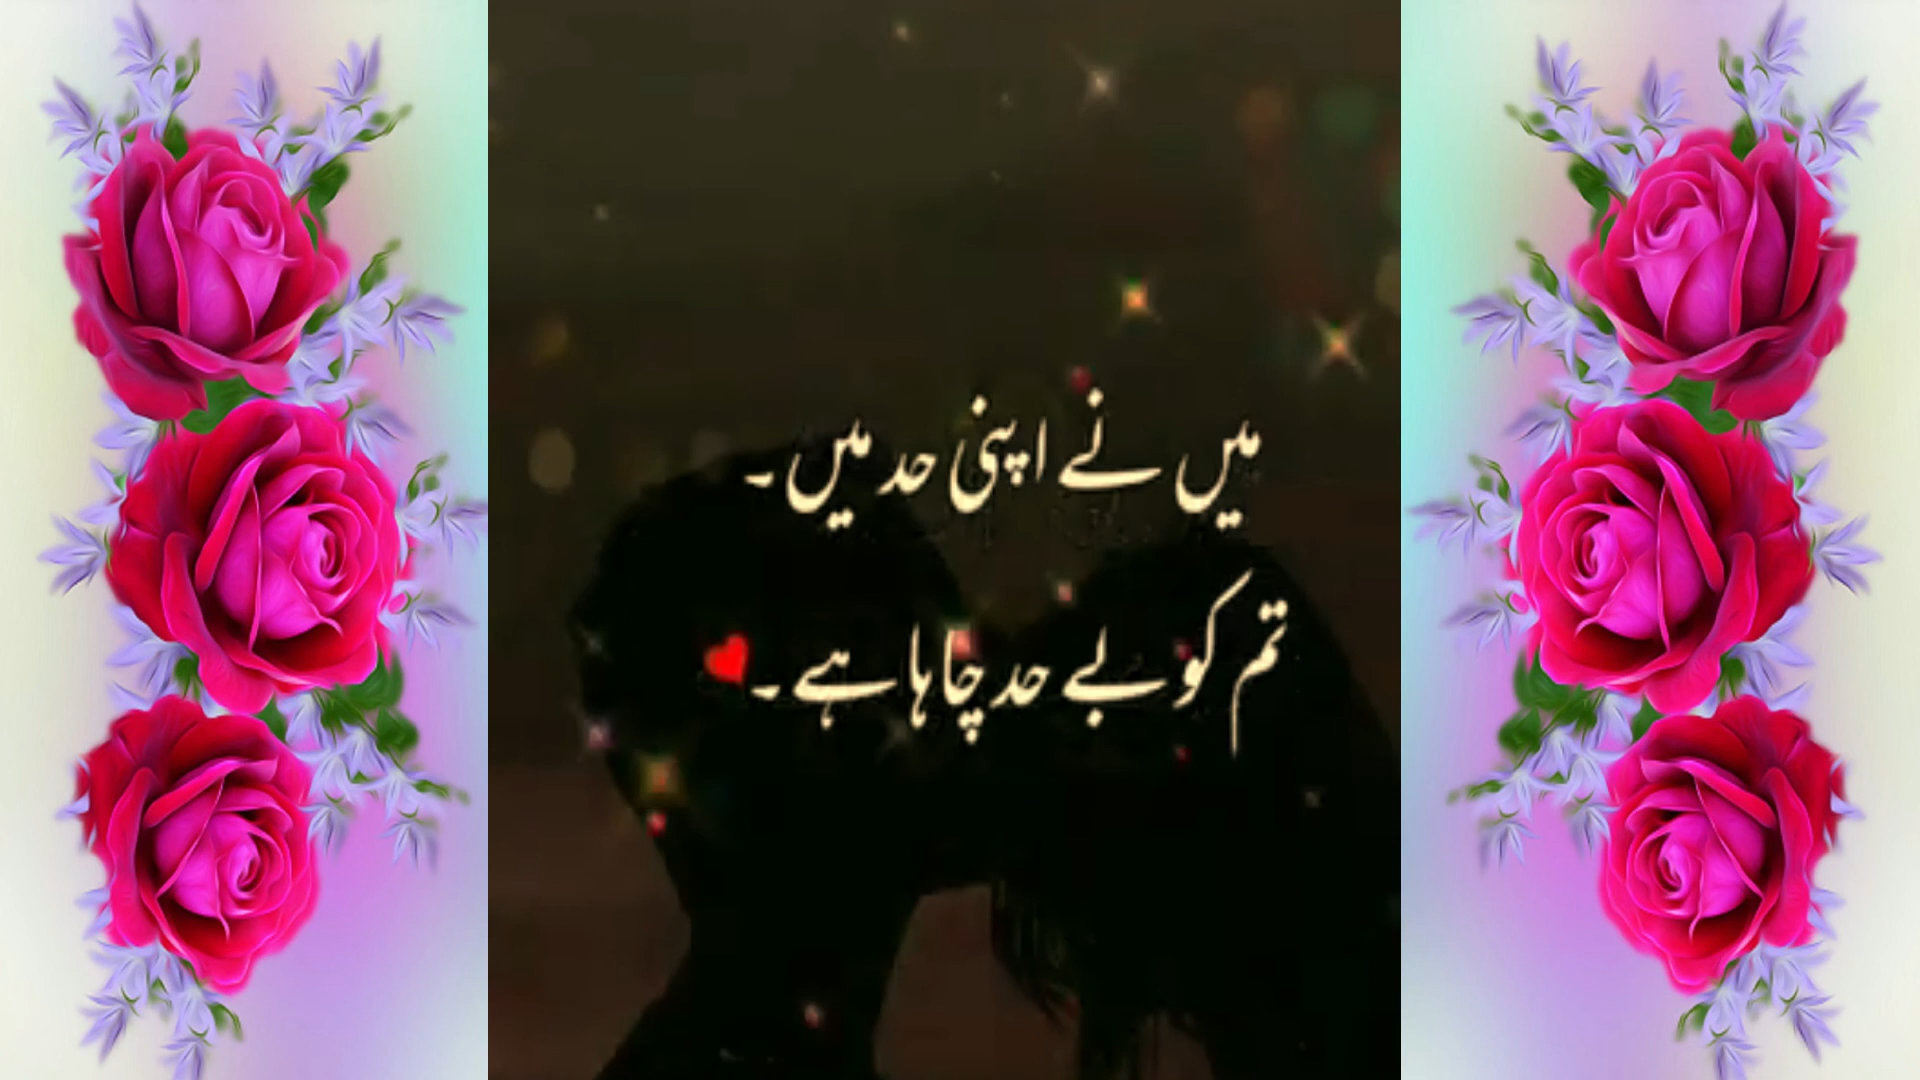 میں نے اپنی حد میں۔
تم کو بے حد چاہا ہے۔